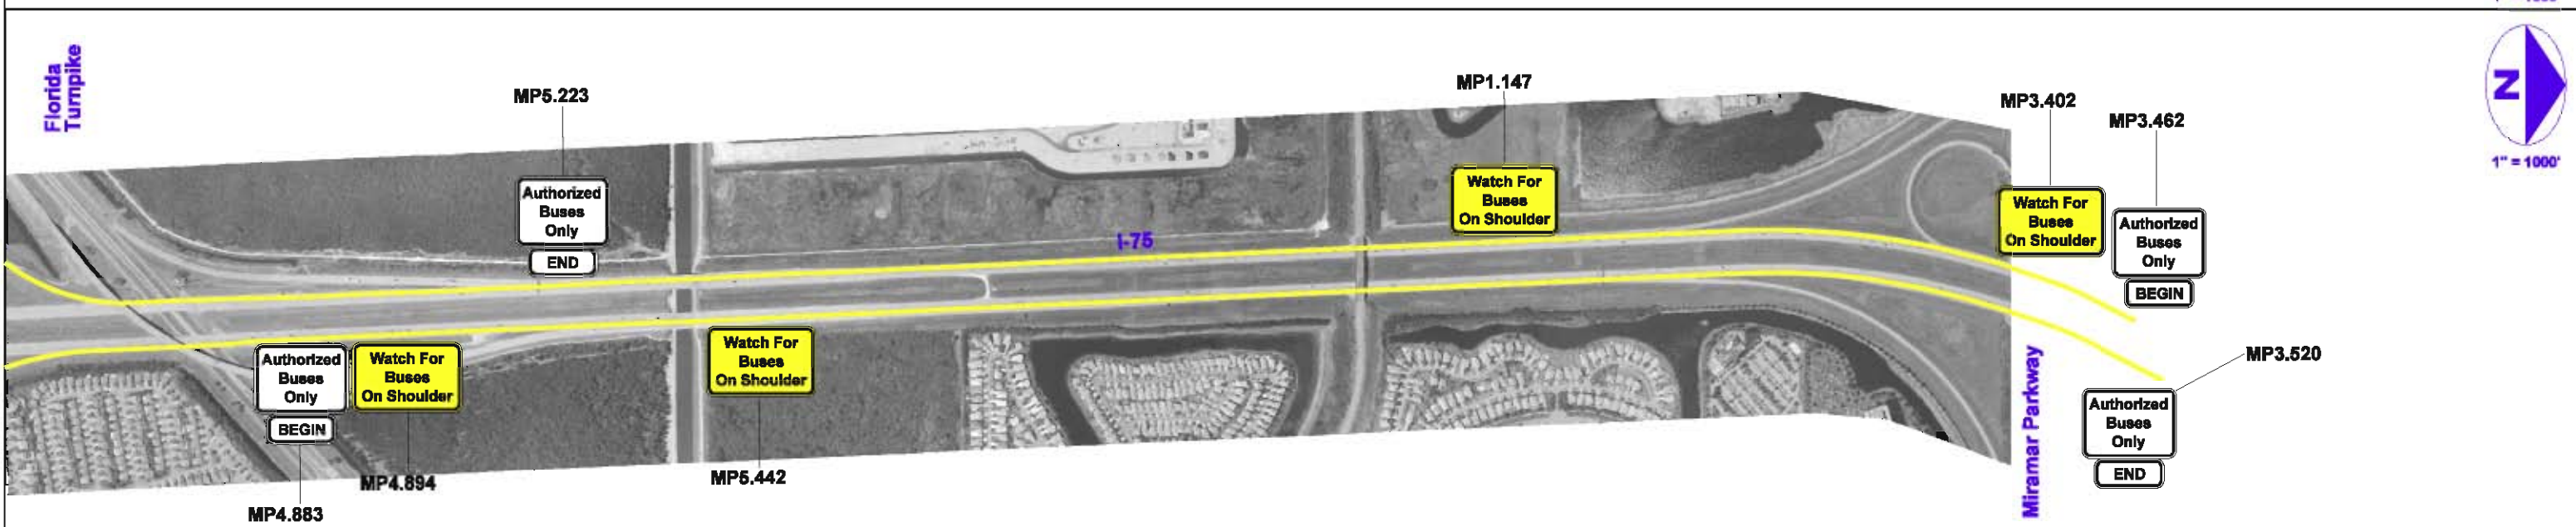 Florida
Turnpike
MP5.223
Authorized
Buses
Only
END
MP1.147
Watch For
Buses
On Shoulder
MP3.402
Watch For
Buses
On Shoulder
MP3.462
Authorized
Buses
Only
BEGIN
N
1" = 1000'
I-75
Authorized
Buses
Only
BEGIN
MP4.883
Watch For
Buses
On Shoulder
MP4.894
Watch For
Buses
On Shoulder
MP5.442
Miramar Parkway
MP3.520
Authorized
Buses
Only
END